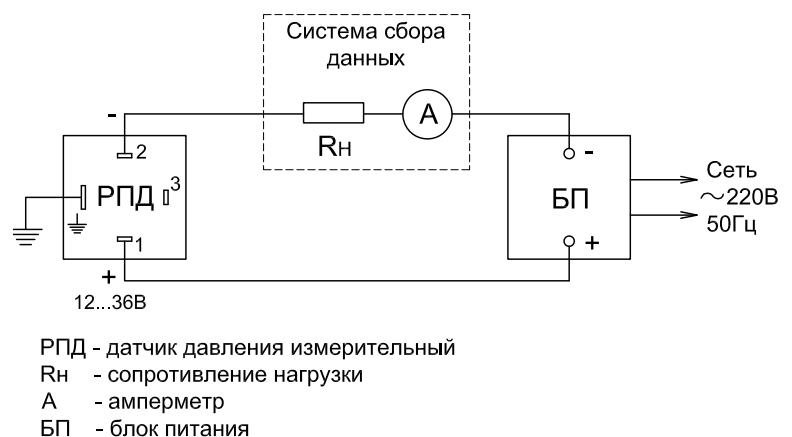 Система сбора
данных
-
A
Rн
2
-
РПД
3
БП
Сеть
~220В
50Гц
1
+
+
12...36В
РПД - датчик давления измерительный
Rн - сопротивление нагрузки
А - амперметр
БП - блок питания